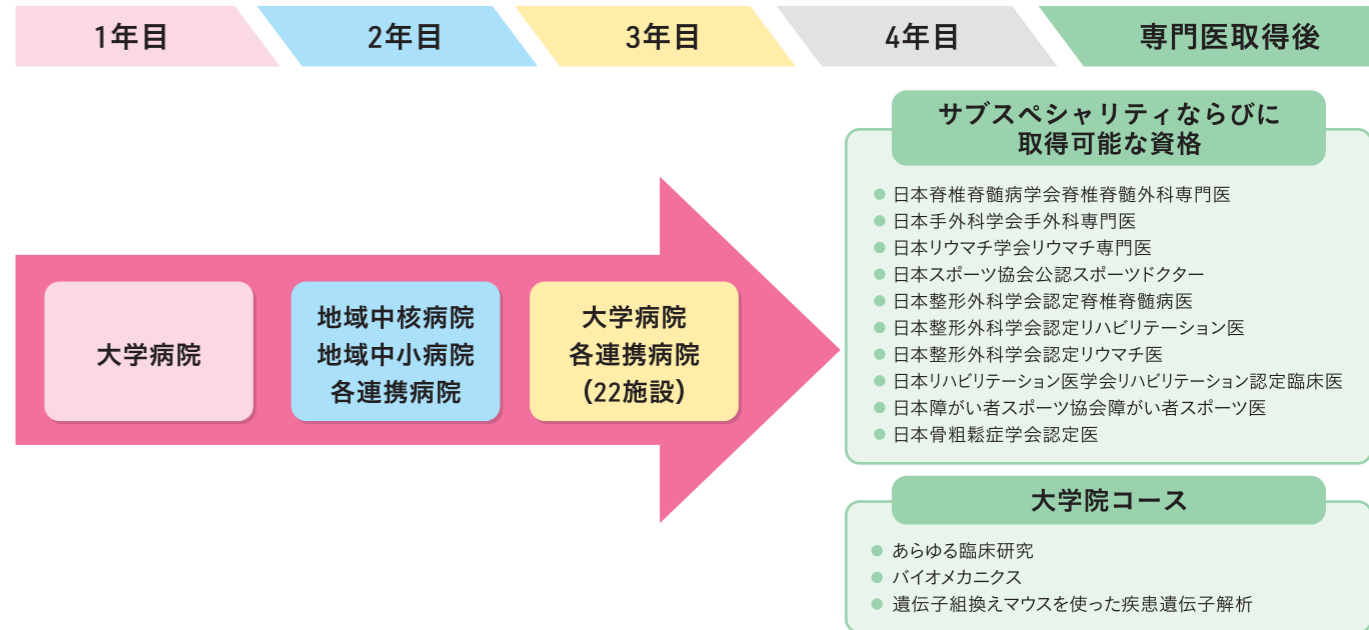 1年目
2年目
3年目
4年目
専門医取得後
大学病院
地域中核病院
地域中小病院
各連携病院
大学病院
各連携病院
(22施設)
サブスペシャリティならびに
取得可能な資格
● 日本脊椎脊髄病学会脊椎脊髄外科専門医
● 日本手外科学会手外科専門医
● 日本リウマチ学会リウマチ専門医
● 日本スポーツ協会公認スポーツドクター
● 日本整形外科学会認定脊椎脊髄病医
● 日本整形外科学会認定リハビリテーション医
● 日本整形外科学会認定リウマチ医
● 日本リハビリテーション医学会リハビリテーション認定臨床医
● 日本障がい者スポーツ協会障がい者スポーツ医
● 日本骨粗鬆症学会認定医
大学院コース
● あらゆる臨床研究
● バイオメカニクス
● 遺伝子組換えマウスを使った疾患遺伝子解析